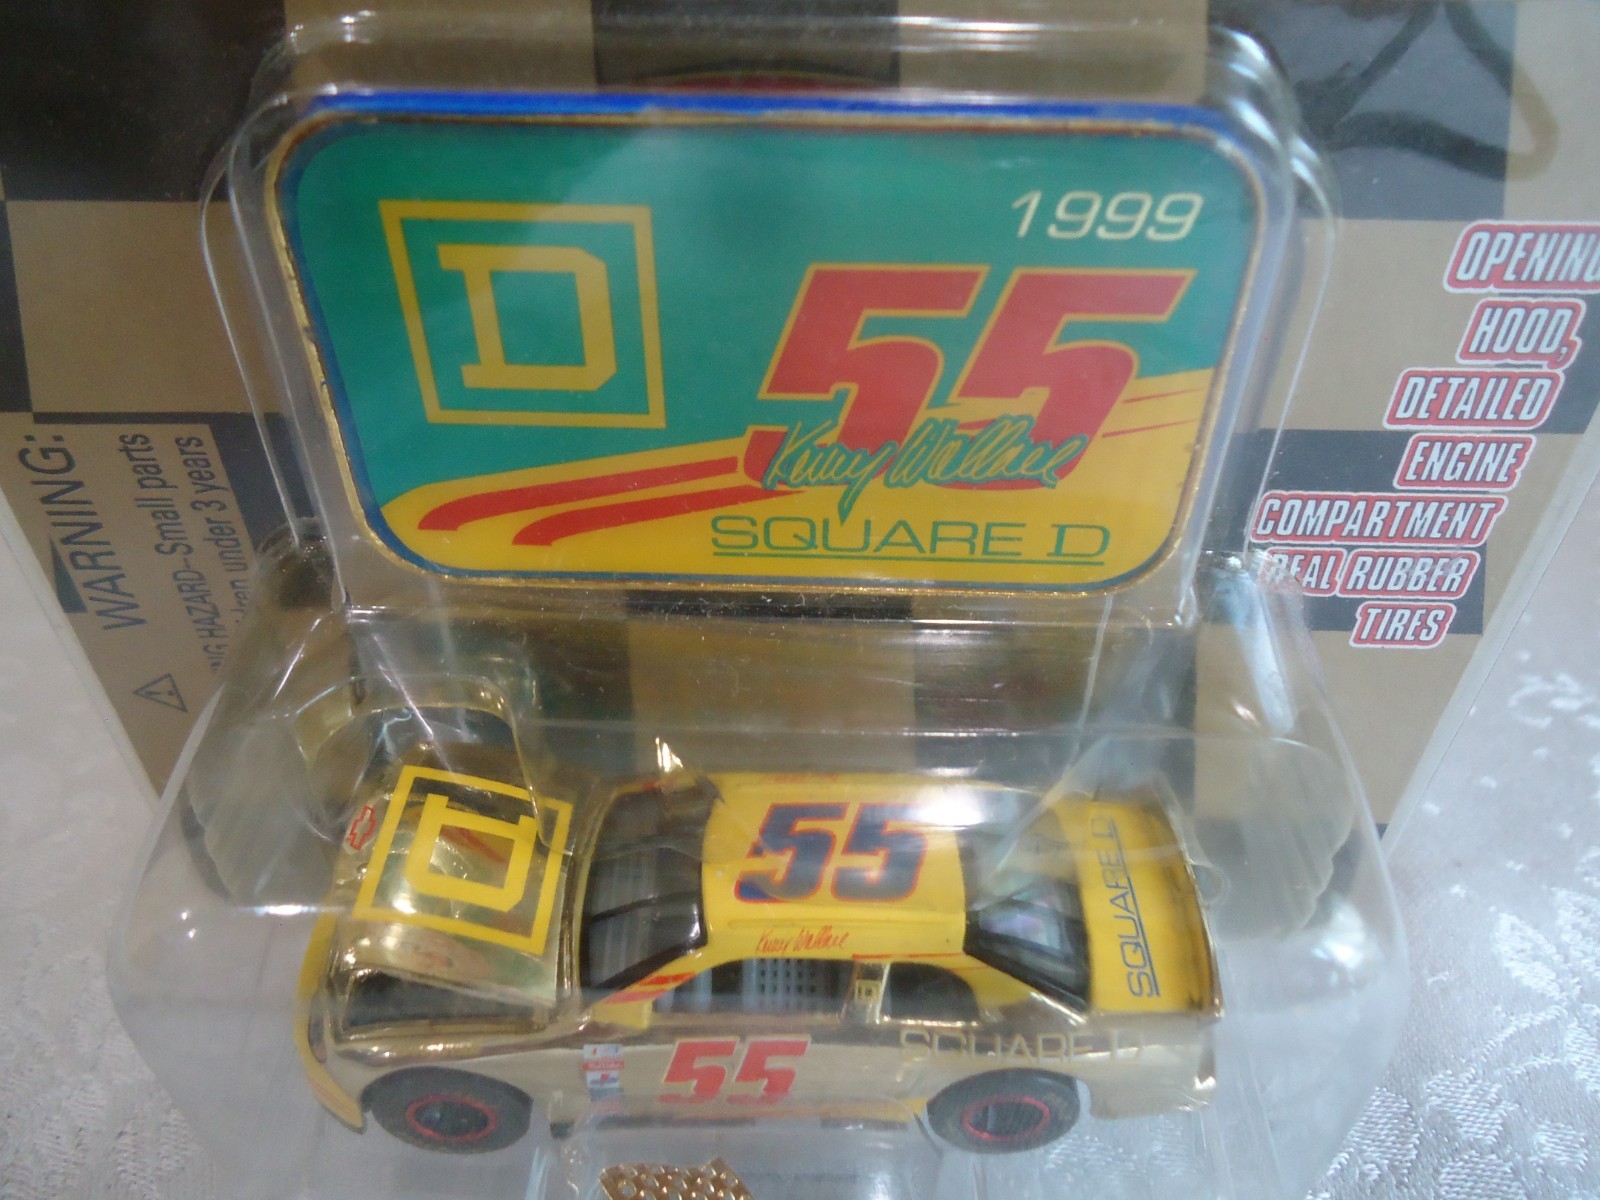 1999
D
55
Kenny Wallace
SQUARE D
OPENING
HOOD,
DETAILED
ENGINE
COMPARTMENT
REAL RUBBER
TIRES
WARNING:
HAZARD-Small parts
under 3 years
D
55
Kenny Wallace
SQUARE D
55
SQUARE D